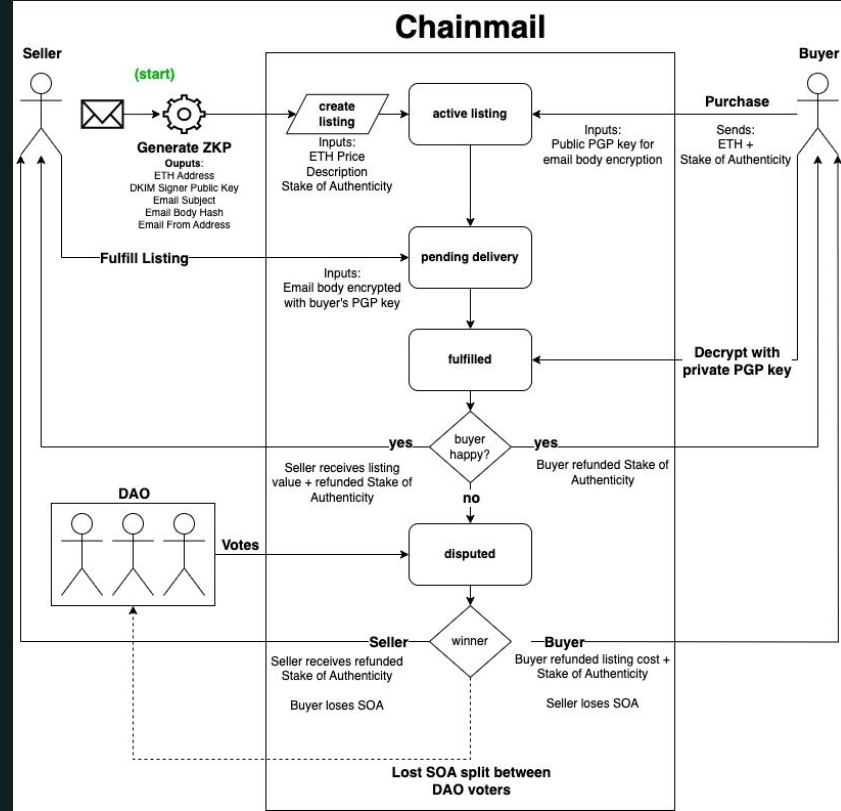 Chainmail
Seller
Buyer
(start)
create
listing
active listing
Purchase
Generate ZKP
Ouputs:
ETH Address
DKIM Signer Public Key
Email Subject
Email Body Hash
Email From Address
Inputs:
ETH Price
Description
Stake of Authenticity
Inputs:
Public PGP key for
email body encryption
Sends:
ETH +
Stake of Authenticity
Fulfill Listing
pending delivery
Inputs:
Email body encrypted
with buyer's PGP key
fulfilled
Decrypt with
private PGP key
buyer
happy?
yes
yes
Seller receives listing
value + refunded Stake of
Authenticity
Buyer refunded Stake of
Authenticity
no
DAO
Votes
disputed
winner
Seller
Buyer
Seller receives refunded
Stake of Authenticity
Buyer loses SOA
Buyer refunded listing cost +
Stake of Authenticity
Seller loses SOA
Lost SOA split between
DAO voters